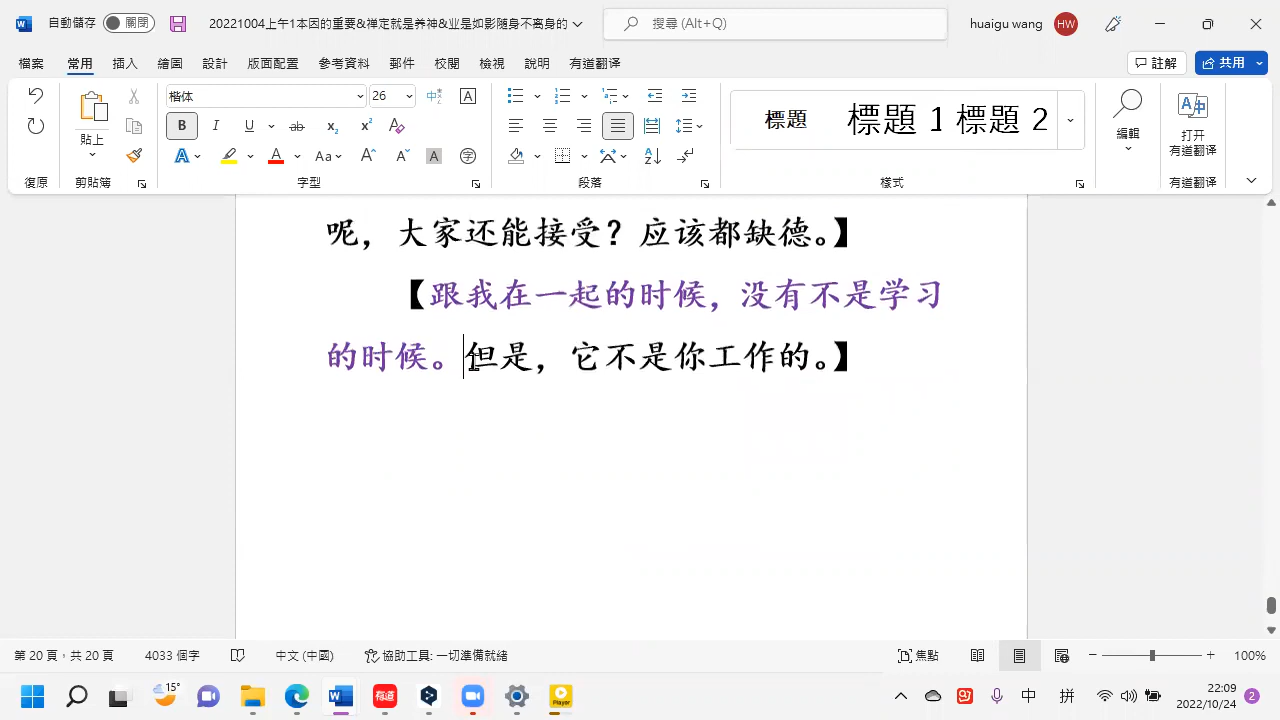 自動儲存 關閉 20221004上午1本因的重要&禅定就是养神&业是如影随身不离身的 搜尋 (Alt+Q) huaigu wang HW
檔案 常用 插入 繪圖 設計 版面配置 參考資料 郵件 校閱 檢視 說明 有道翻译 註解 共用
楷体 26 A 標題 標題 1 標題 2
貼上 B I U ab x₂ x² A 編輯 打开
有道翻译
A A Aa A A A 字
復原 剪貼簿 字型 段落 樣式 有道翻译
呢，大家还能接受？应该都缺德。】
【跟我在一起的时候，没有不是学习
的时候。但是，它不是你工作的。】
第 20 頁，共 20 頁 4033 個字 中文 (中國) 協助工具: 一切準備就緒 焦點 100%
15° 有道 Player 中 拼 22:09
2022/10/24 2